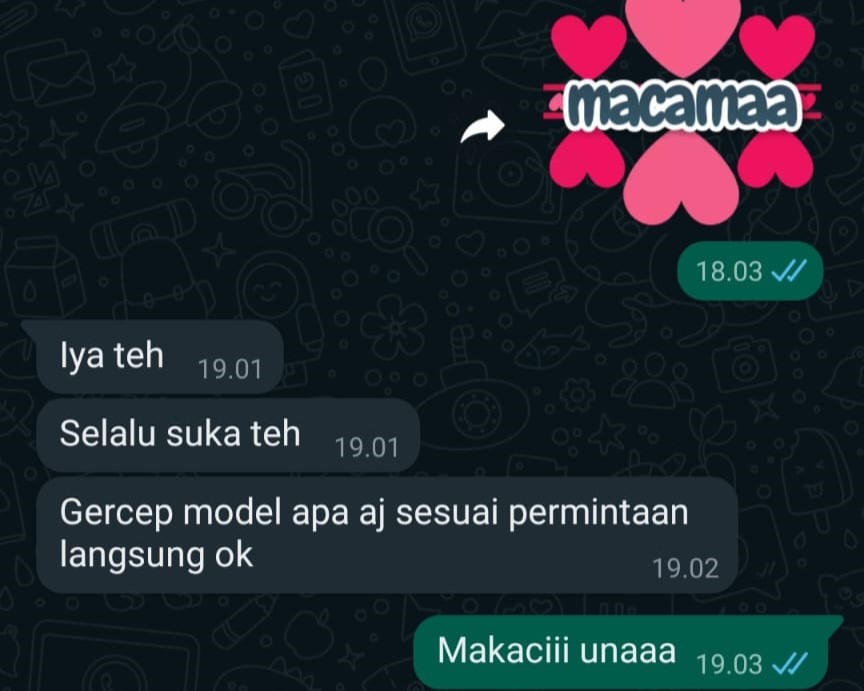 macamaa
18.03
Iya teh 19.01
Selalu suka teh 19.01
Gercep model apa aj sesuai permintaan
langsung ok 19.02
Makaciii unaaa 19.03